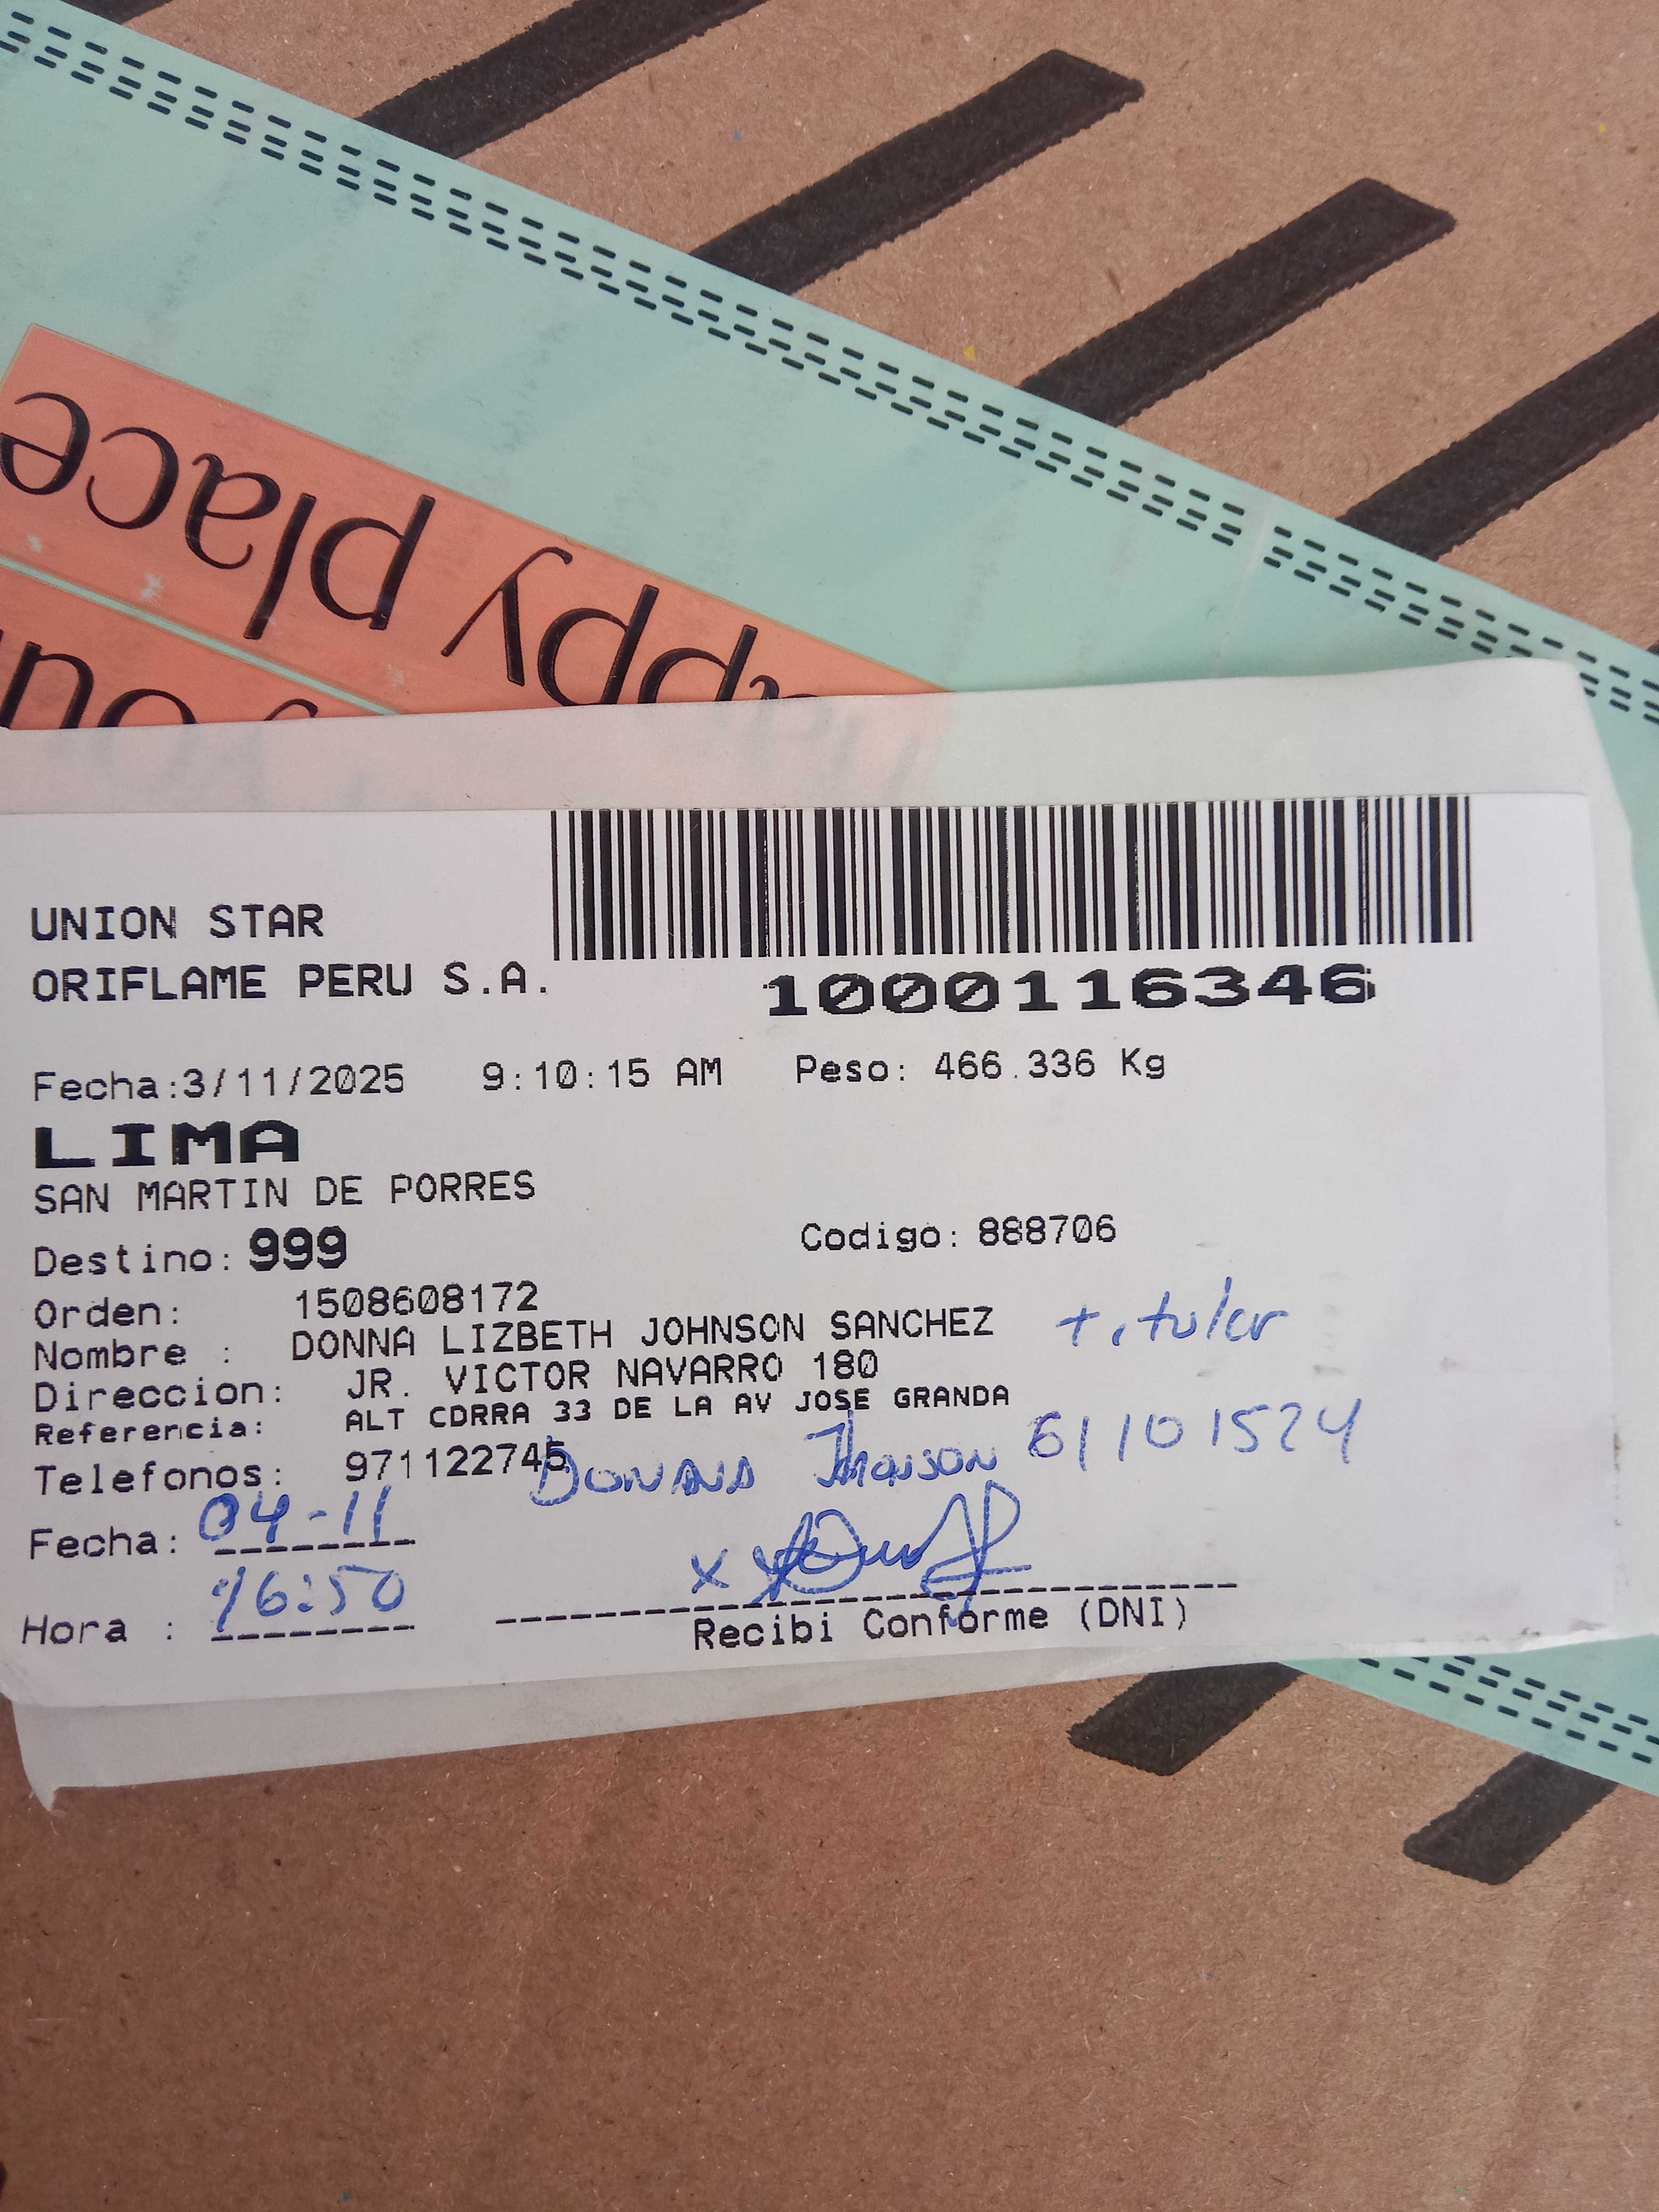 happy place
UNION STAR
ORIFLAME PERU S.A.
1000116346
Fecha:3/11/2025 9:10:15 AM Peso: 466.336 Kg
LIMA
SAN MARTIN DE PORRES
Destino: 999 Codigo: 888706
Orden: 1508608172
Nombre : DONNA LIZBETH JOHNSON SANCHEZ titular
Direccion: JR. VICTOR NAVARRO 180
Referencia: ALT CDRRA 33 DE LA AV JOSE GRANDA
Telefonos: 971122745 Jhonson 61101524
Fecha: 04-11
Hora : 16:50
Recibi Conforme (DNI)